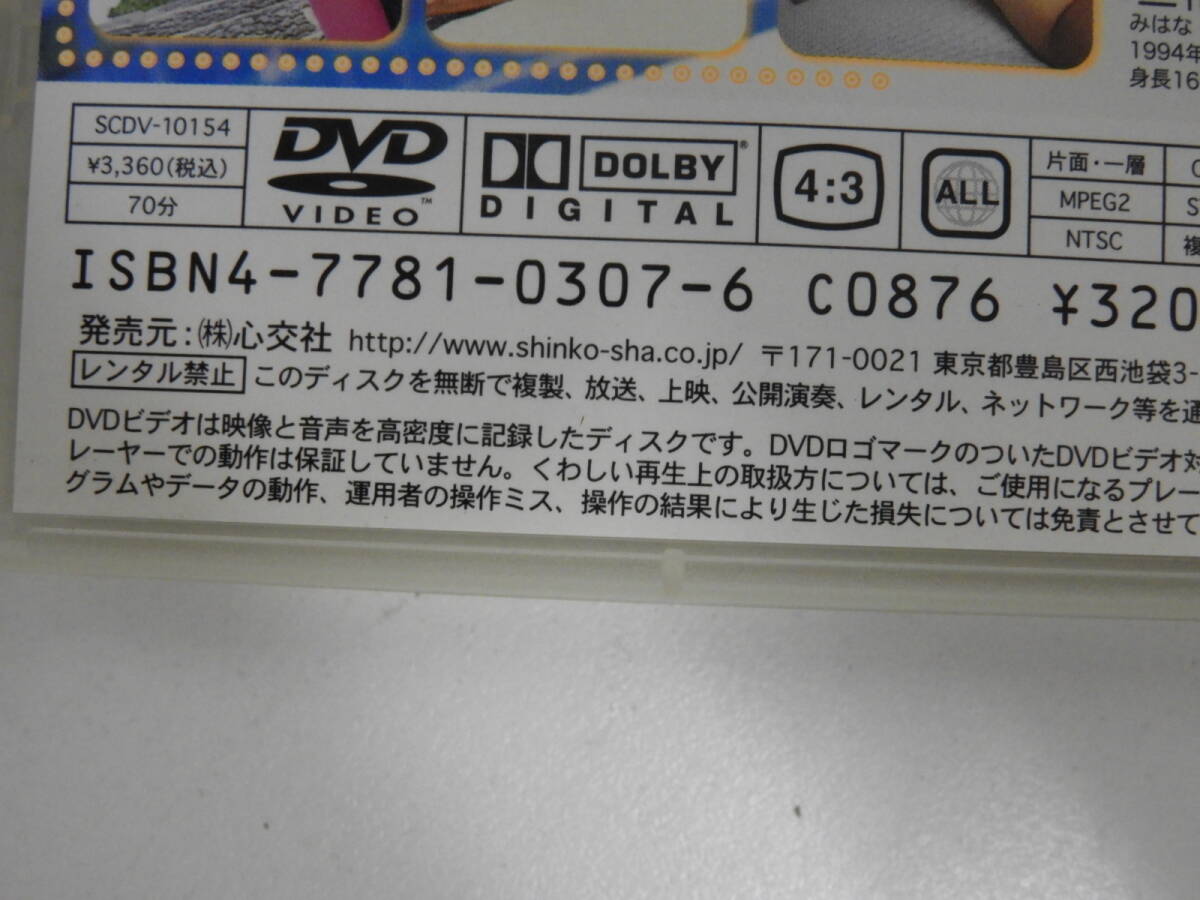 みはな
1994年
身長16
SCDV-10154
¥3,360(税込)
70分
DVD
VIDEO™
DOLBY®
DIGITAL
4:3
ALL
片面・一層
MPEG2
NTSC
複
ISBN4-7781-0307-6 C0876 ¥320
発売元:(株)心交社 http://www.shinko-sha.co.jp/ 〒171-0021 東京都豊島区西池袋3-
レンタル禁止 このディスクを無断で複製、放送、上映、公開演奏、レンタル、ネットワーク等を通
DVDビデオは映像と音声を高密度に記録したディスクです。DVDロゴマークのついたDVDビデオ対
レーヤーでの動作は保証していません。くわしい再生上の取扱方については、ご使用になるプレー
グラムやデータの動作、運用者の操作ミス、操作の結果により生じた損失については免責とさせて